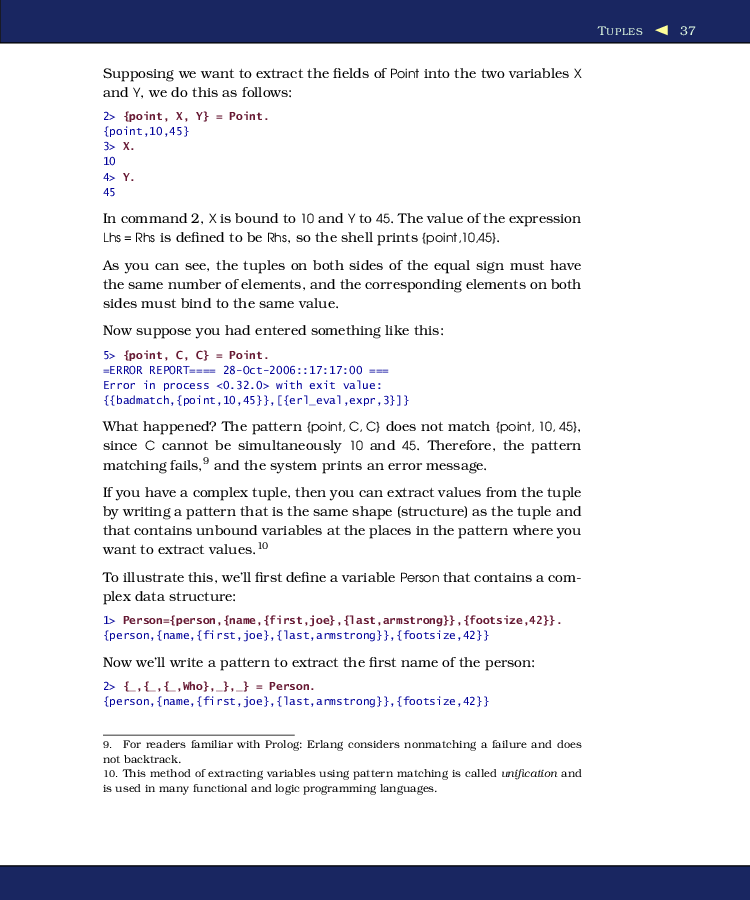 TUPLES ◀ 37
Supposing we want to extract the fields of Point into the two variables X
and Y, we do this as follows:
2> {point, X, Y} = Point.
{point,10,45}
3> X.
10
4> Y.
45
In command 2, X is bound to 10 and Y to 45. The value of the expression
Lhs = Rhs is defined to be Rhs, so the shell prints {point,10,45}.
As you can see, the tuples on both sides of the equal sign must have
the same number of elements, and the corresponding elements on both
sides must bind to the same value.
Now suppose you had entered something like this:
5> {point, C, C} = Point.
=ERROR REPORT==== 28-Oct-2006::17:17:00 ===
Error in process <0.32.0> with exit value:
{{badmatch,{point,10,45}},[{erl_eval,expr,3}]}
What happened? The pattern {point, C, C} does not match {point, 10, 45},
since C cannot be simultaneously 10 and 45. Therefore, the pattern
matching fails,9 and the system prints an error message.
If you have a complex tuple, then you can extract values from the tuple
by writing a pattern that is the same shape (structure) as the tuple and
that contains unbound variables at the places in the pattern where you
want to extract values.10
To illustrate this, we'll first define a variable Person that contains a com-
plex data structure:
1> Person={person,{name,{first,joe},{last,armstrong}},{footsize,42}}.
{person,{name,{first,joe},{last,armstrong}},{footsize,42}}
Now we'll write a pattern to extract the first name of the person:
2> {_,{_,{_,Who},_},_} = Person.
{person,{name,{first,joe},{last,armstrong}},{footsize,42}}
9. For readers familiar with Prolog: Erlang considers nonmatching a failure and does
not backtrack.
10. This method of extracting variables using pattern matching is called unification and
is used in many functional and logic programming languages.